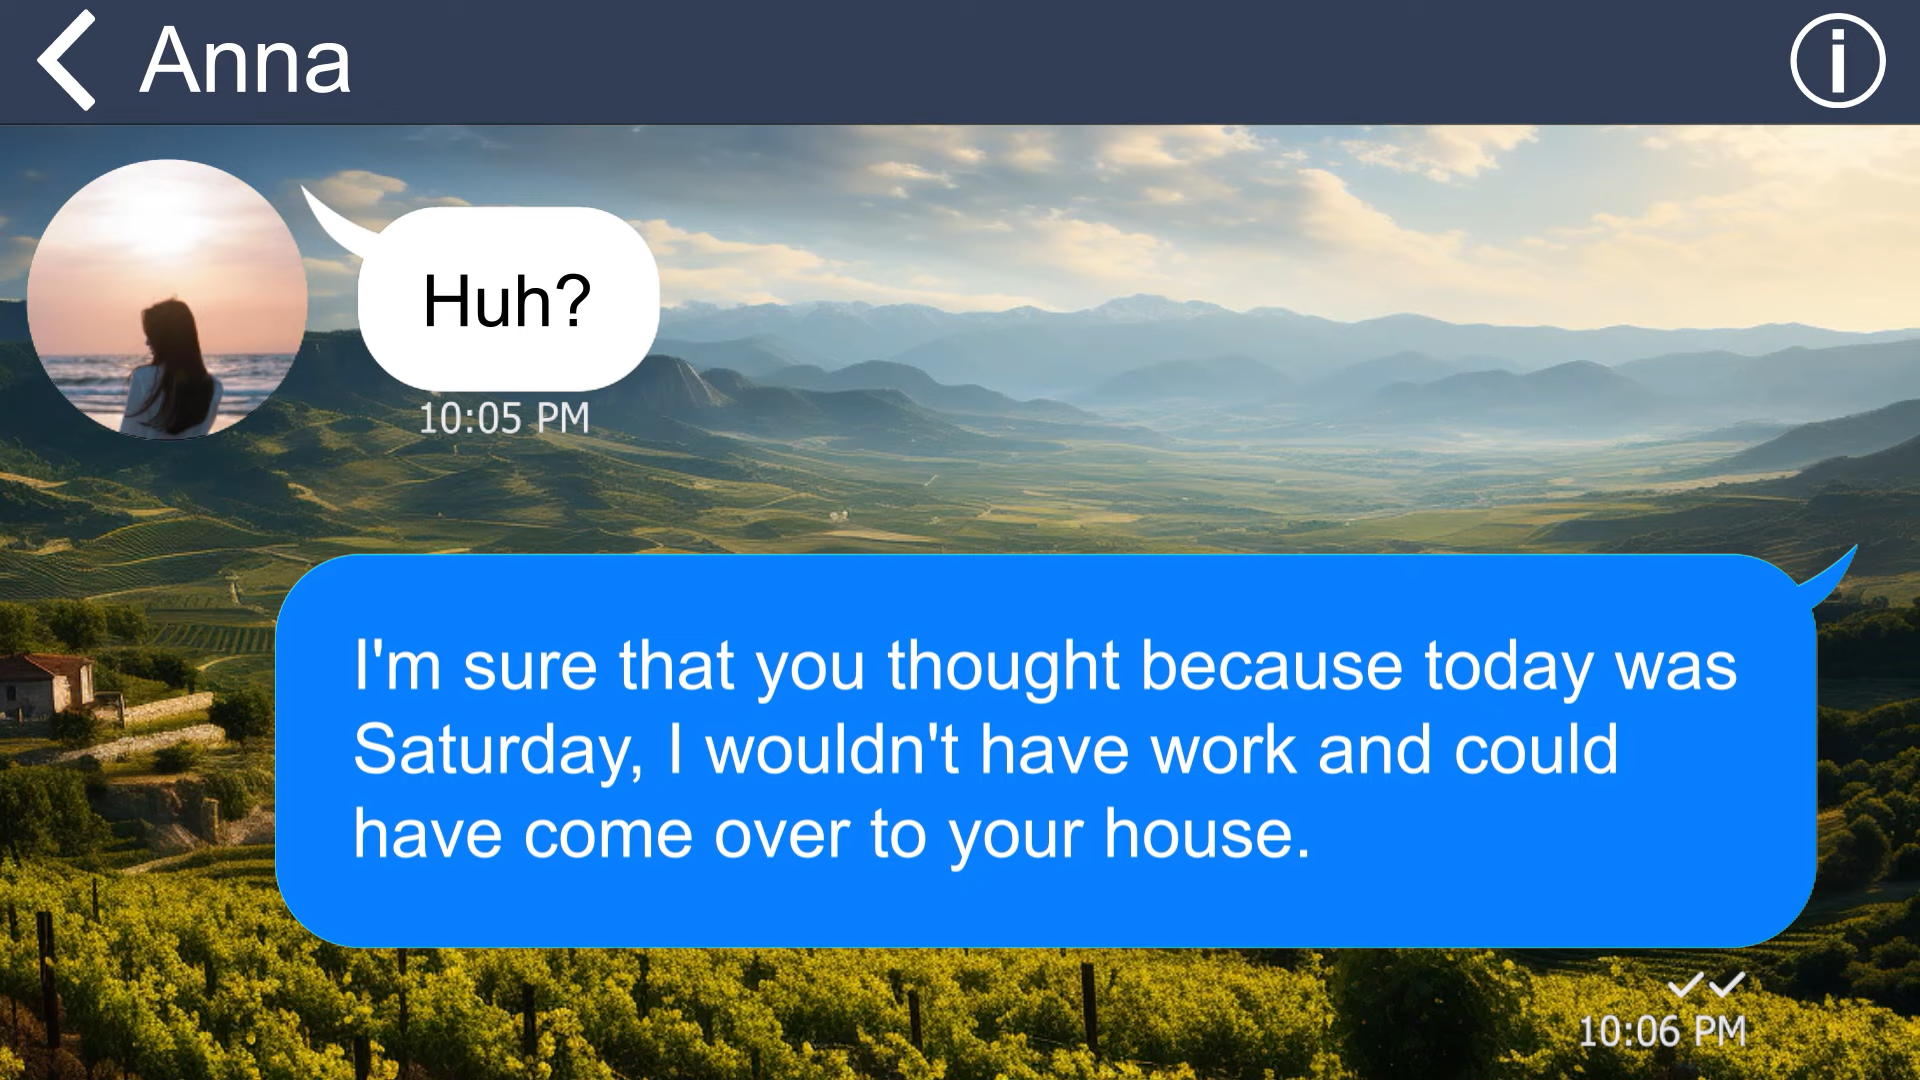 Anna
Huh?
10:05 PM
I'm sure that you thought because today was
Saturday, I wouldn't have work and could
have come over to your house.
10:06 PM